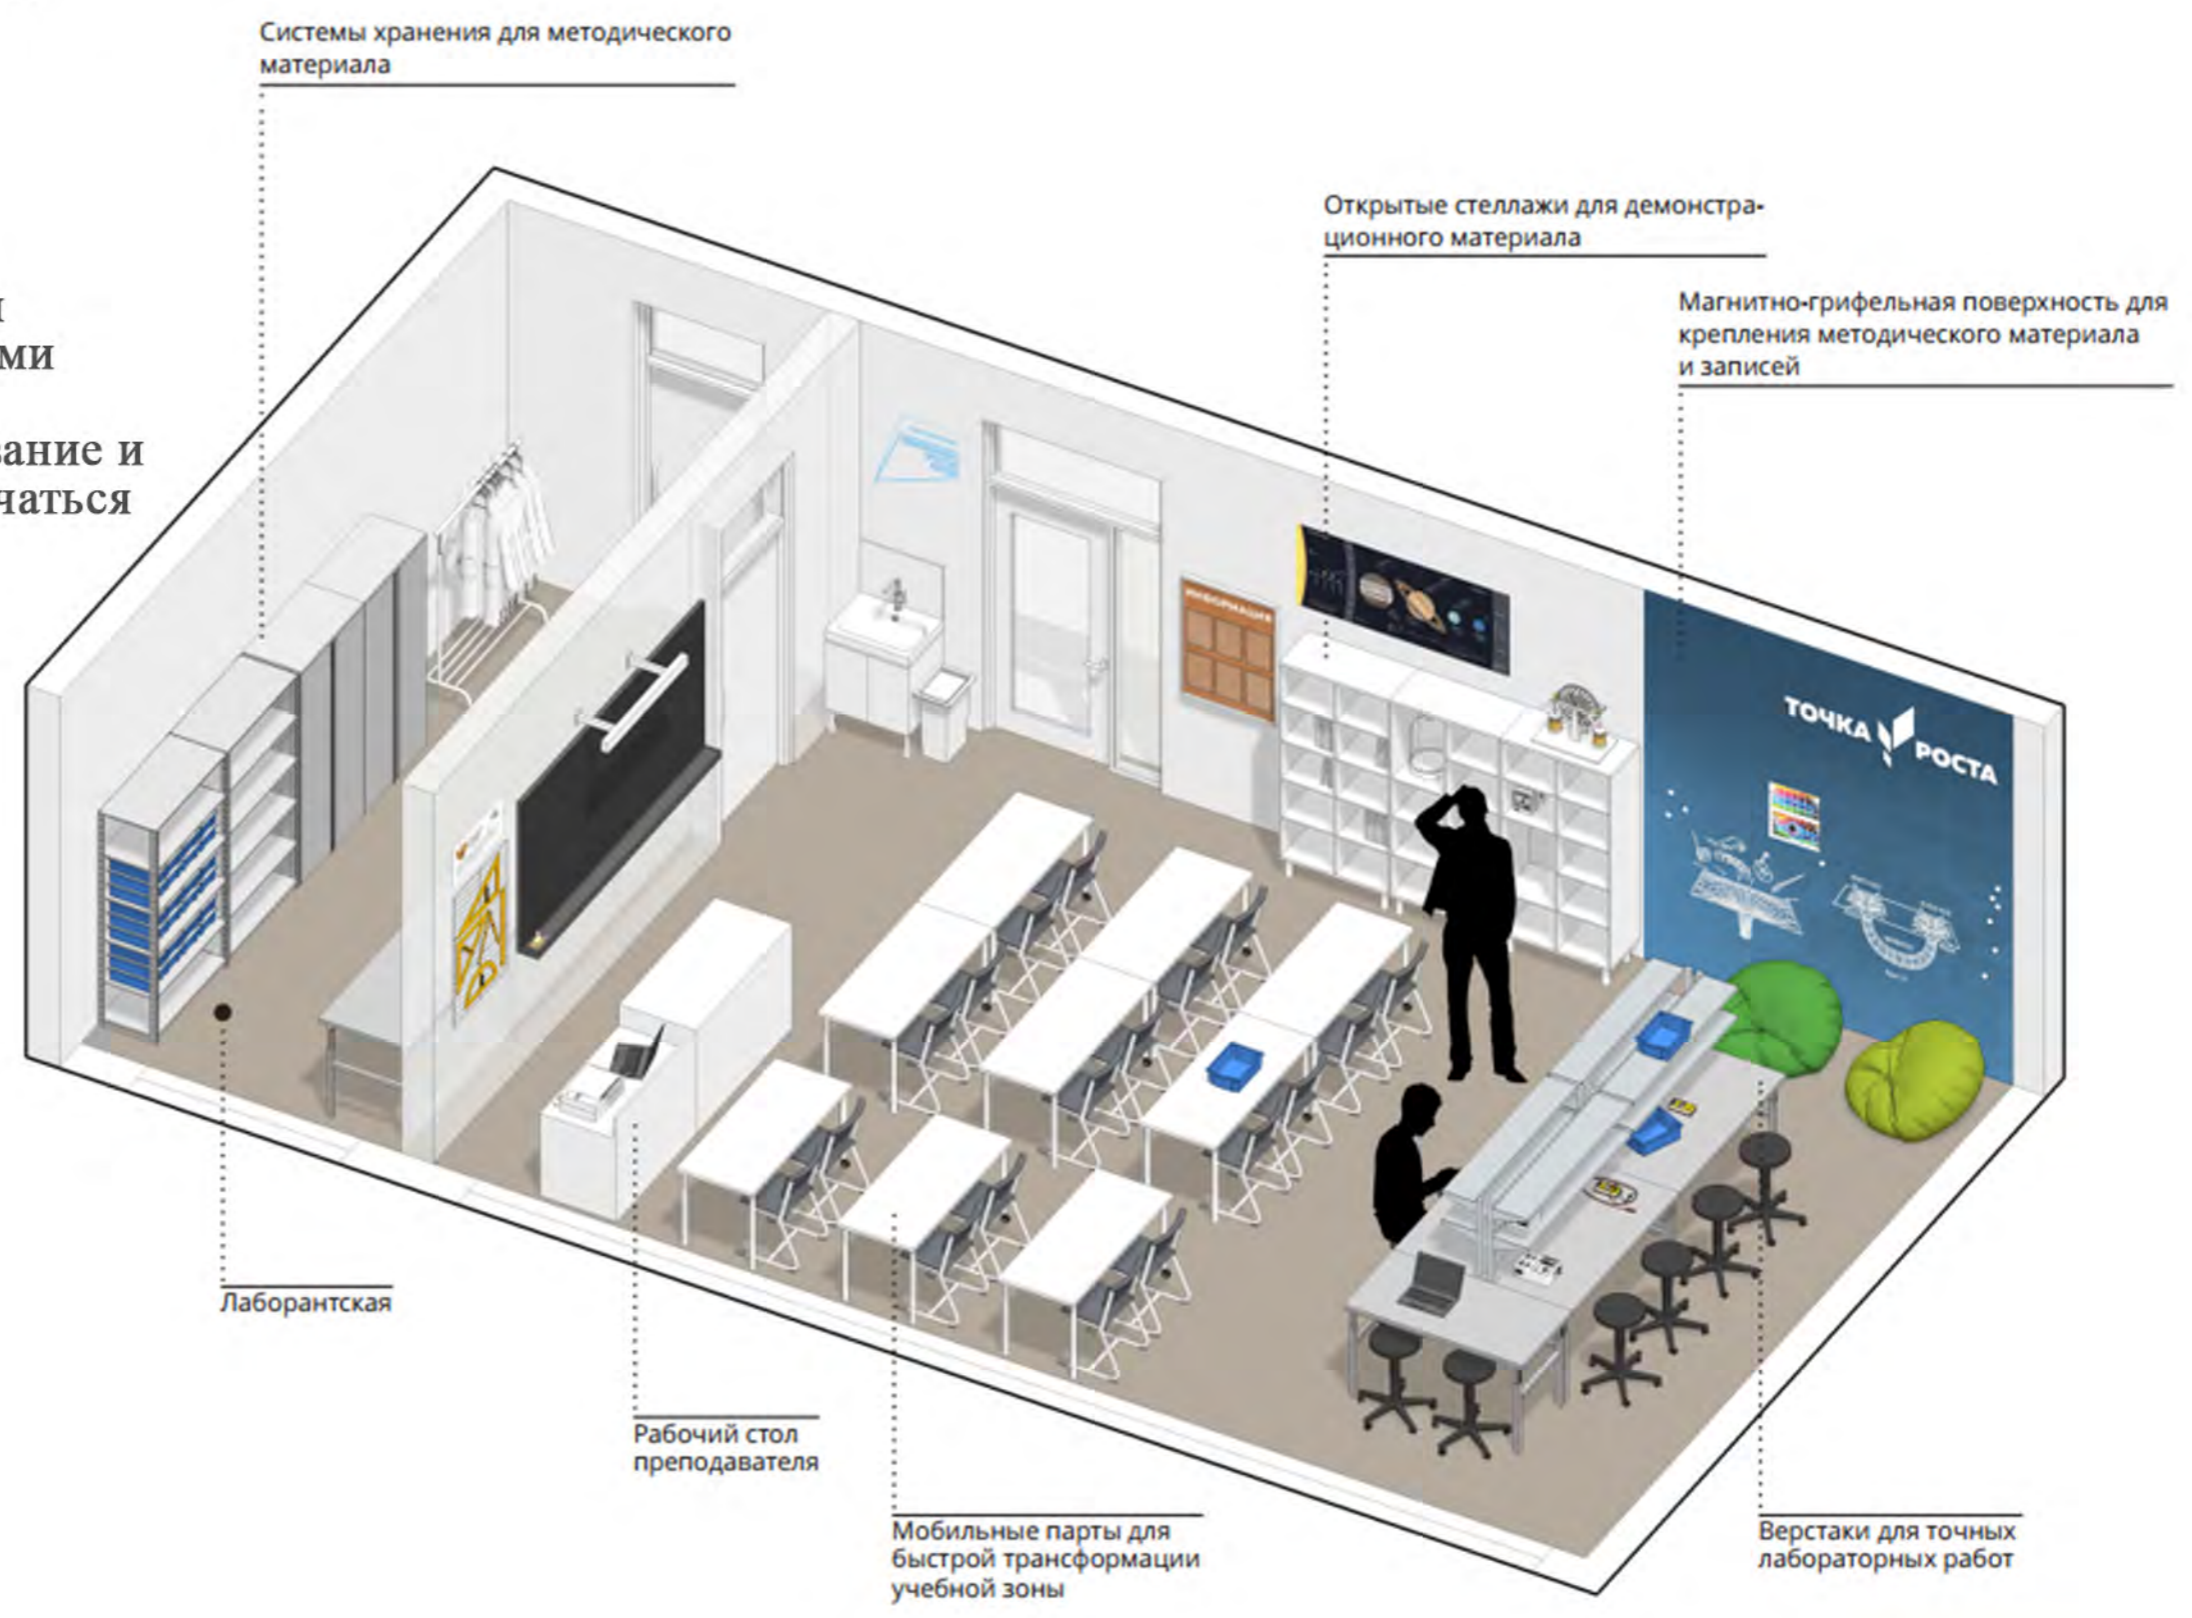 Системы хранения для методического
материала
Открытые стеллажи для демонстра-
ционного материала
Магнитно-грифельная поверхность для
крепления методического материала
и записей
ми
ание и
чаться
ИНФОРМАЦИЯ
ТОЧКА РОСТА
Лаборантская
Рабочий стол
преподавателя
Мобильные парты для
быстрой трансформации
учебной зоны
Верстаки для точных
лабораторных работ